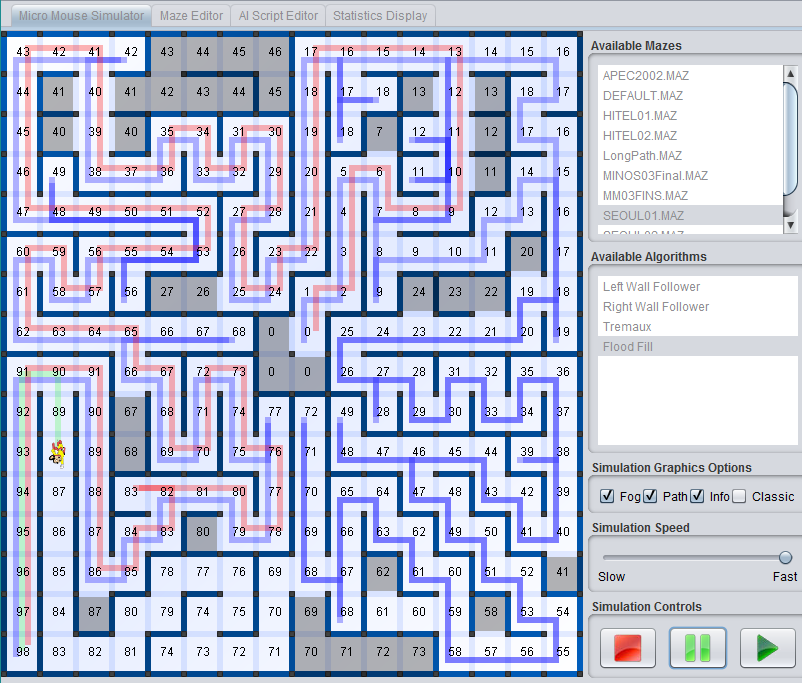 Micro Mouse Simulator Maze Editor AI Script Editor Statistics Display
43 42 41 42 43 44 45 46 17 16 15 14 13 14 15 16
44 41 40 41 42 43 44 45 18 17 18 13 12 13 18 17
45 40 39 40 35 34 31 30 19 18 7 12 11 12 17 16
46 49 38 37 36 33 32 29 20 5 6 11 10 11 14 15
47 48 49 50 51 52 27 28 21 4 7 8 9 12 13 16
60 59 56 55 54 53 26 23 22 3 8 9 10 11 20 17
61 58 57 56 27 26 25 24 1 2 9 24 23 22 19 18
62 63 64 65 66 67 68 0 0 25 24 23 22 21 20 19
91 90 91 66 67 72 73 0 0 26 27 28 31 32 35 36
92 89 90 67 68 71 74 77 72 49 28 29 30 33 34 37
93 89 68 69 70 75 76 71 48 47 46 45 44 39 38
94 87 88 83 82 81 80 77 70 65 64 47 48 43 42 39
95 86 87 84 83 80 79 78 69 66 63 62 49 50 41 40
96 85 86 85 78 77 76 69 68 67 62 61 60 51 52 41
97 84 87 80 79 74 75 70 69 68 61 60 59 58 53 54
98 83 82 81 74 73 72 71 70 71 72 73 58 57 56 55
Available Mazes
APEC2002.MAZ
DEFAULT.MAZ
HITEL01.MAZ
HITEL02.MAZ
LongPath.MAZ
MINOS03Final.MAZ
MM03FINS.MAZ
SEOUL01.MAZ
Available Algorithms
Left Wall Follower
Right Wall Follower
Tremaux
Flood Fill
Simulation Graphics Options
Fog Path Info Classic
Simulation Speed
Slow Fast
Simulation Controls